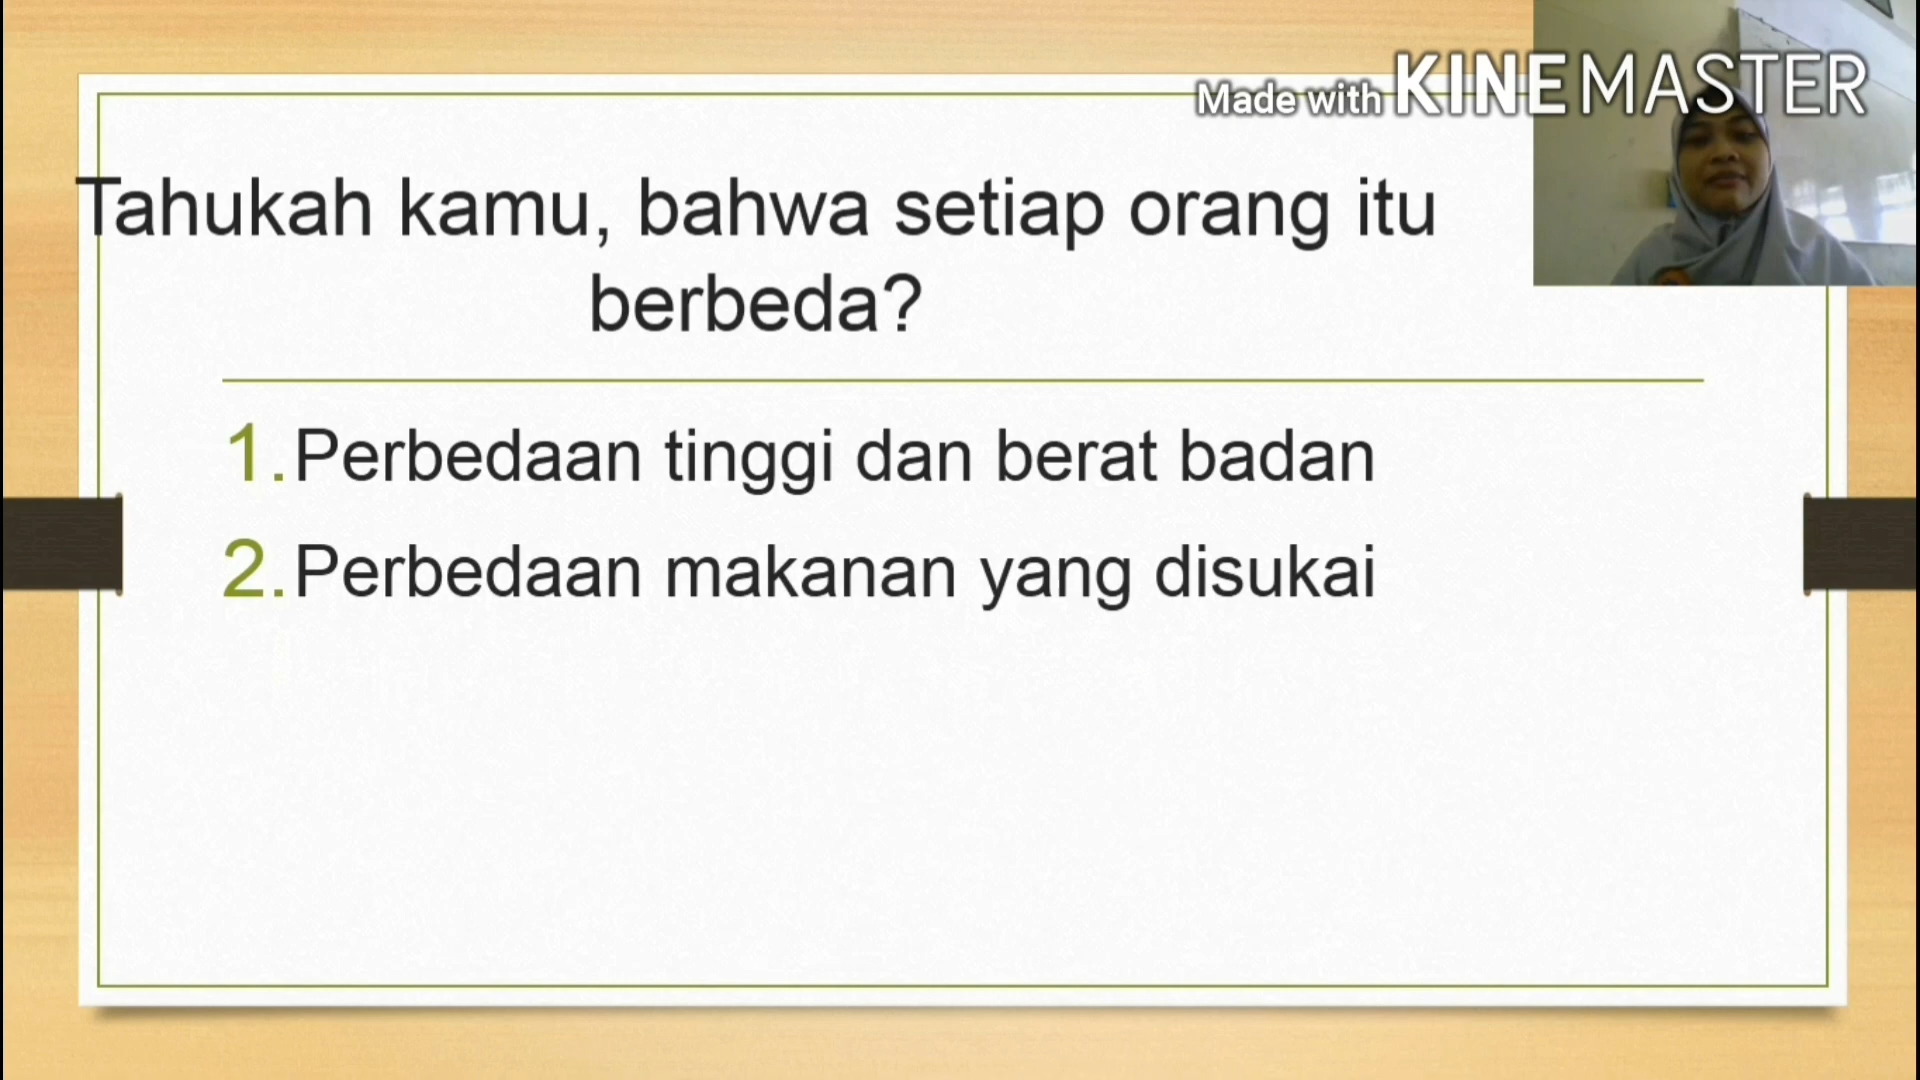 Made with KINEMASTER
Tahukah kamu, bahwa setiap orang itu
berbeda?
1. Perbedaan tinggi dan berat badan
2. Perbedaan makanan yang disukai